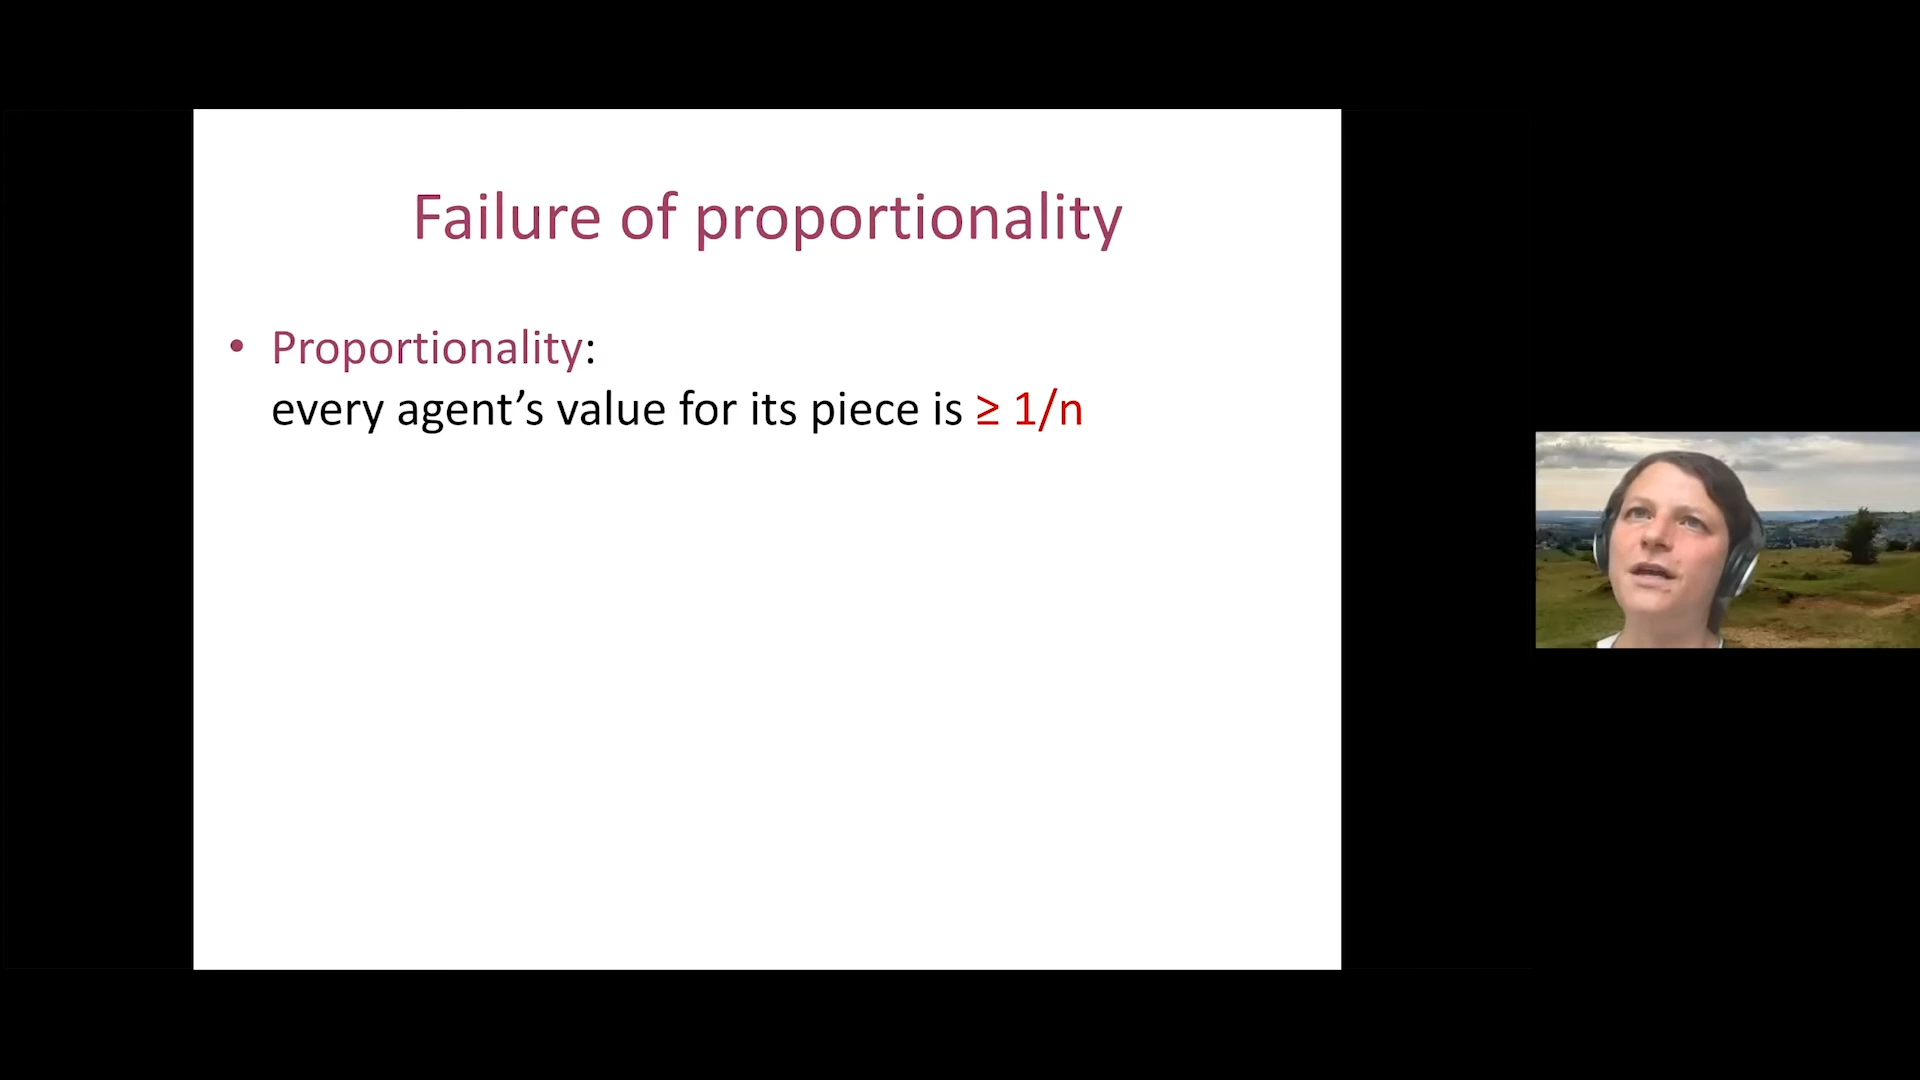 Failure of proportionality
• Proportionality:
every agent’s value for its piece is ≥ 1/n